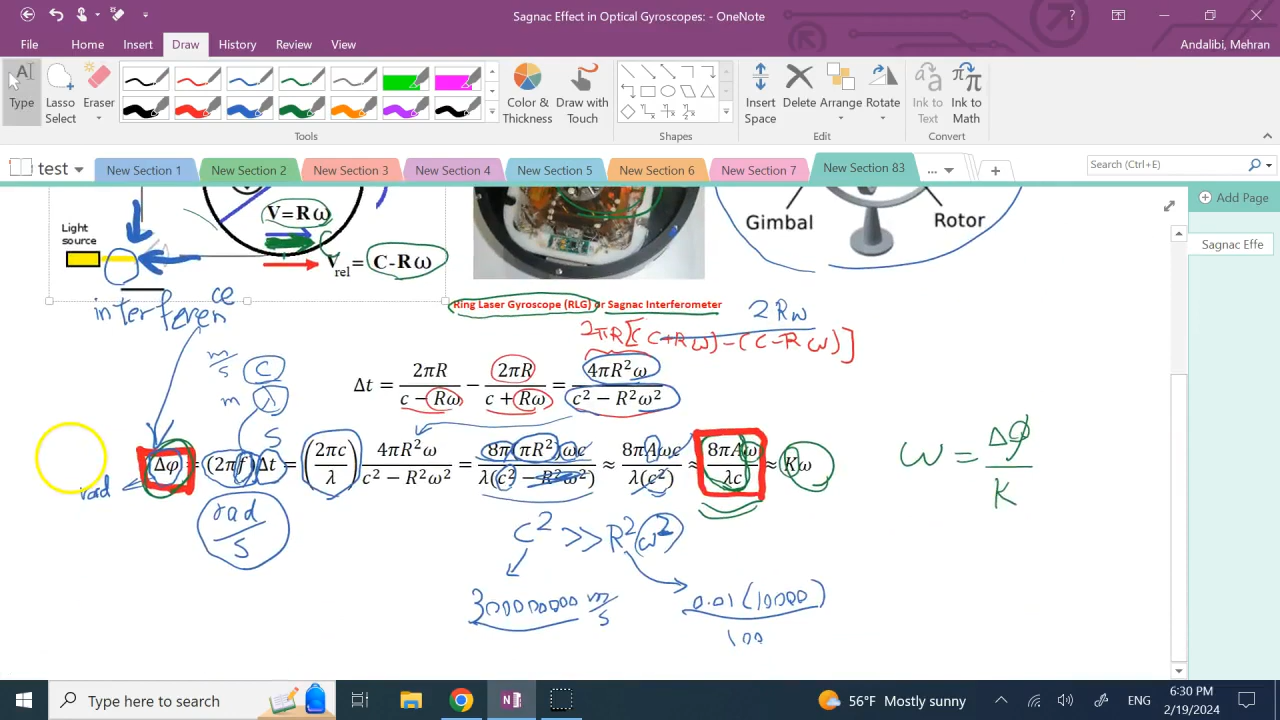 Sagnac Effect in Optical Gyroscopes: - OneNote
?
File Home Insert Draw History Review View
Andalibi, Mehran
Type
Lasso Select
Eraser
Color & Thickness
Draw with Touch
Insert Space
Delete
Arrange
Rotate
Ink to Text
Ink to Math
Tools
Shapes
Edit
Convert
test
New Section 1
New Section 2
New Section 3
New Section 4
New Section 5
New Section 6
New Section 7
New Section 83
...
Search (Ctrl+E)
Add Page
Sagnac Effe
Light source
V=Rω
V_rel = C-Rω
Gimbal
Rotor
interference
Ring Laser Gyroscope (RLG) or Sagnac Interferometer
2Rω
2πR[(C+Rω)-(C-Rω)]
m/s C
m λ
Δt = 2πR/(c − Rω) − 2πR/(c + Rω) = 4πR²ω/(c² − R²ω²)
s
Δφ = (2πf)Δt = (2πc/λ) 4πR²ω/(c² − R²ω²) = 8π(πR²)ωc/λ(c² − R²ω²) ≈ 8πAωc/λ(c²) ≈ 8πAω/λc ≈ Kω
ω = Δφ/K
rad
rad/s
C² >> R²(ω²)
300000000 m/s
0.01(10000)
100
Type here to search
56°F Mostly sunny
ENG
6:30 PM
2/19/2024